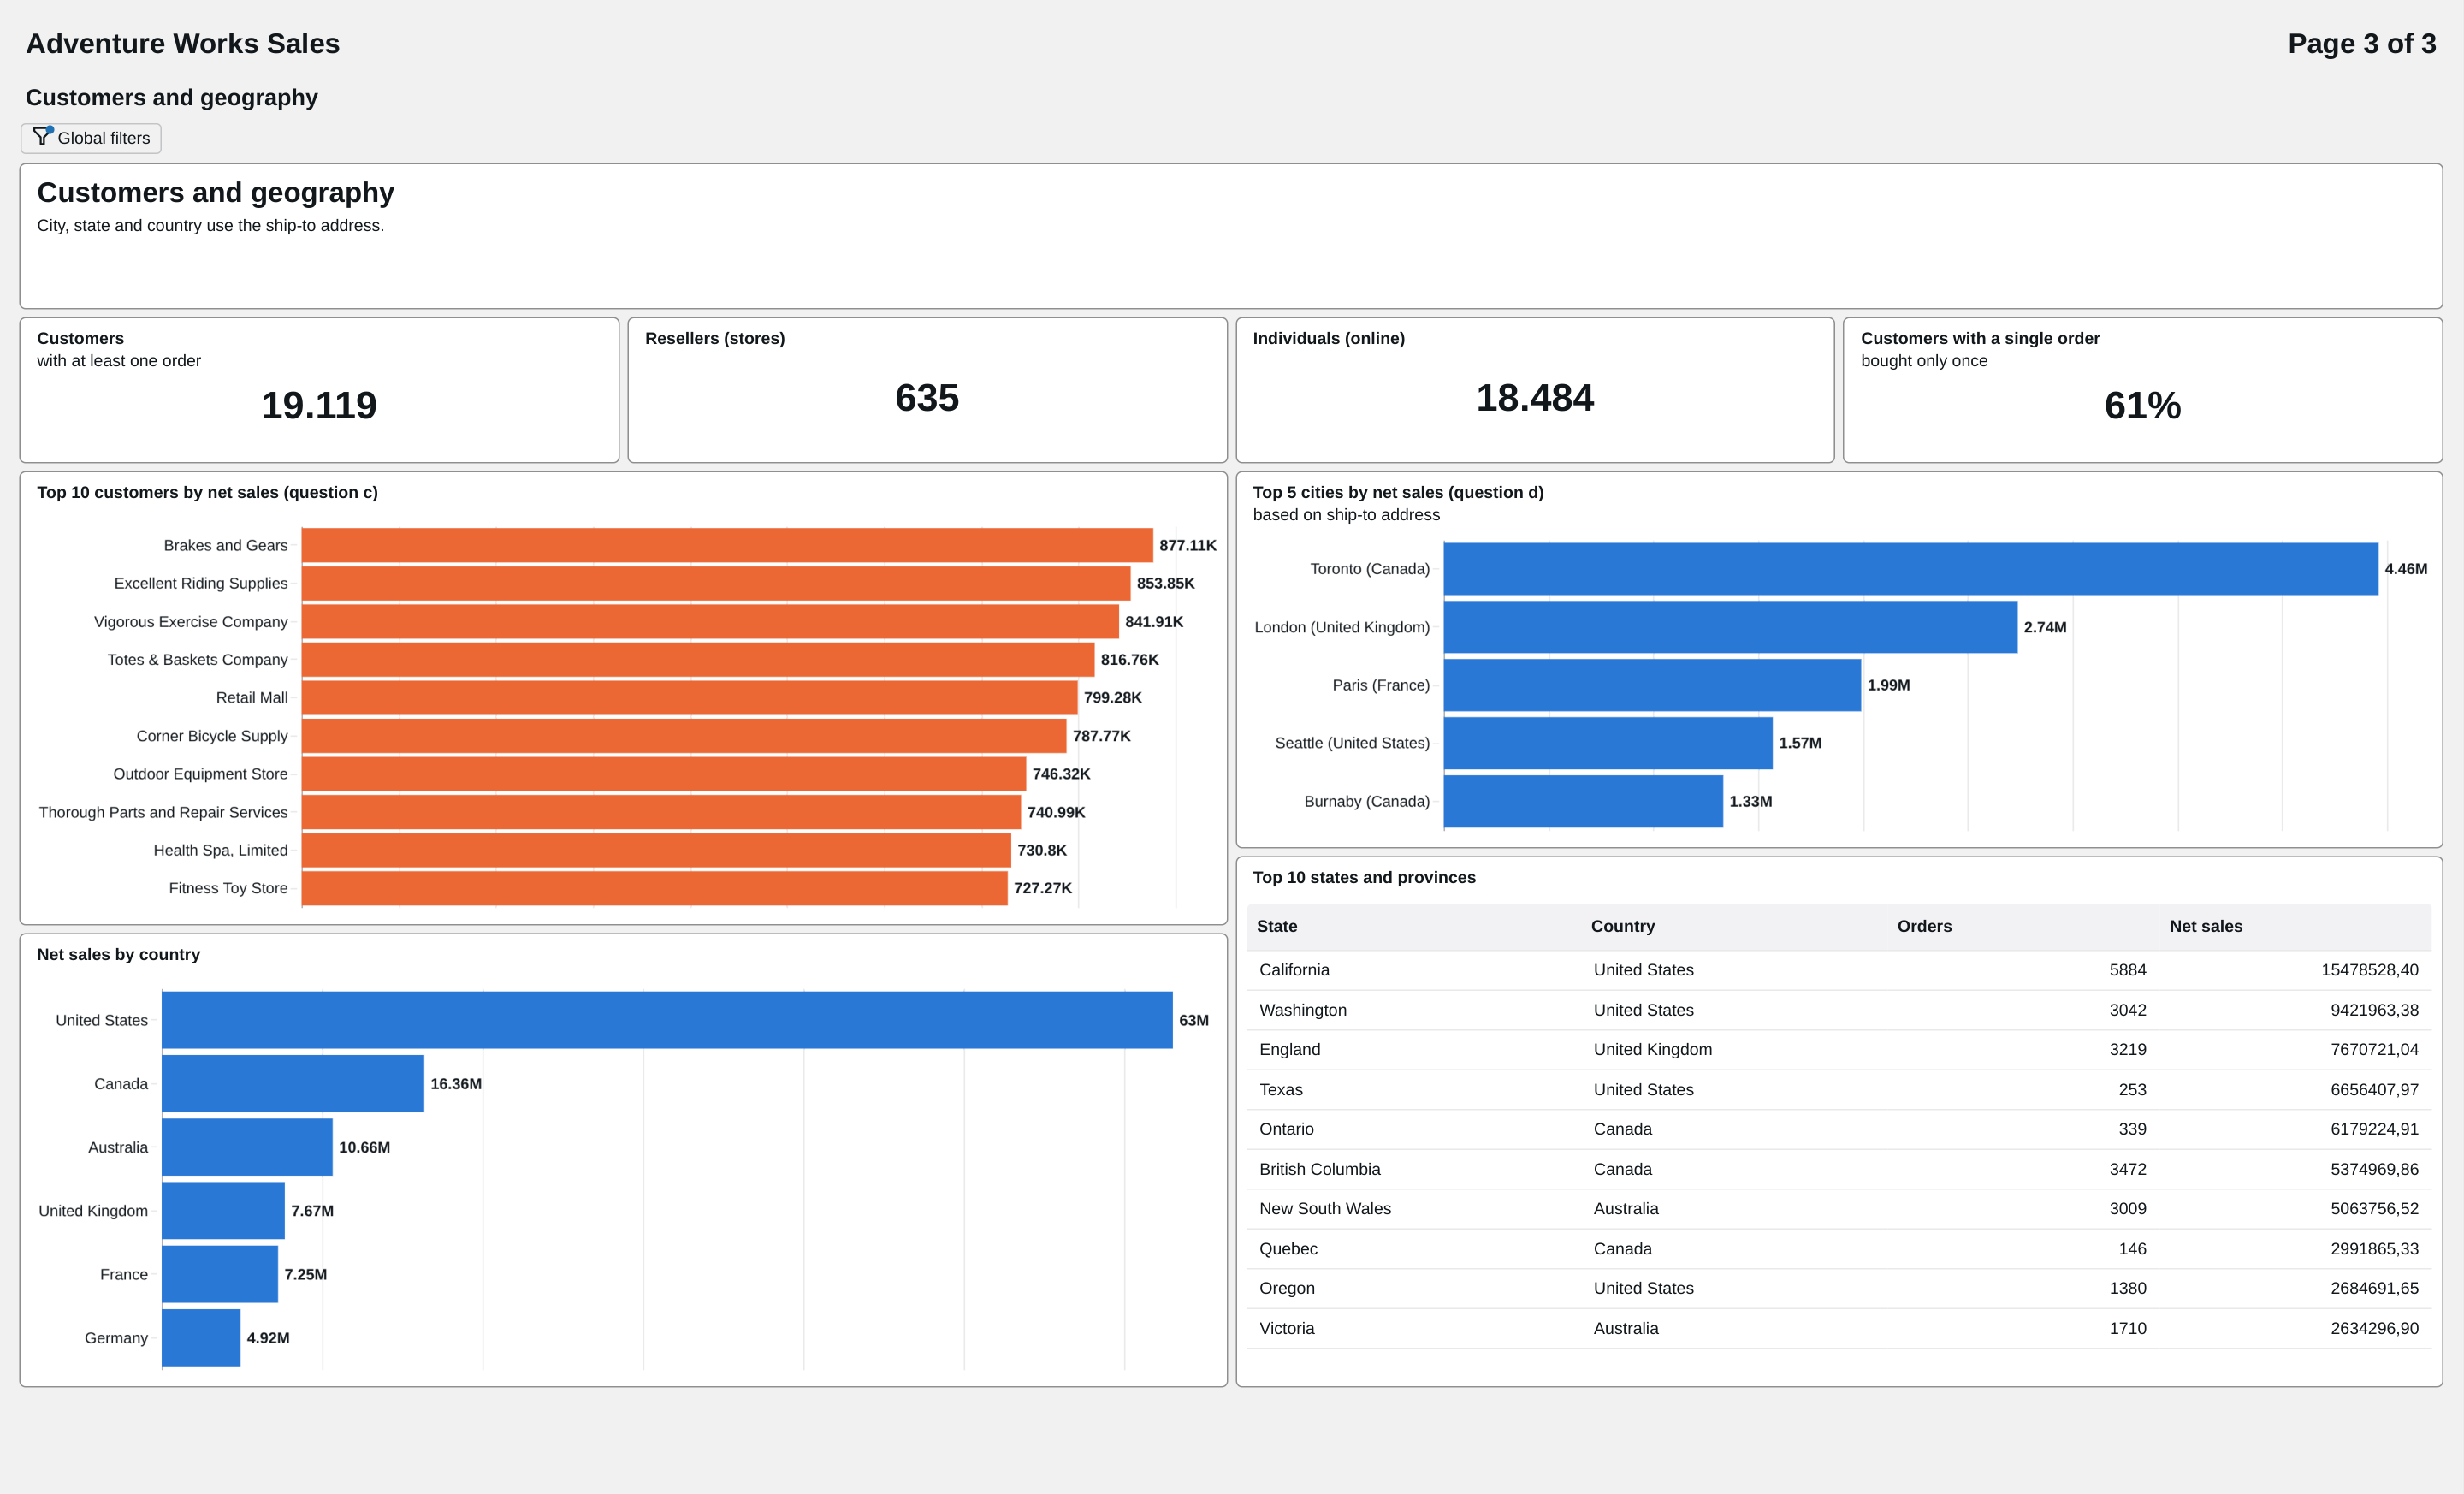 Adventure Works Sales
Page 3 of 3
Customers and geography
Global filters
Customers and geography
City, state and country use the ship-to address.
Customers
with at least one order
19.119
Resellers (stores)
635
Individuals (online)
18.484
Customers with a single order
bought only once
61%
Top 10 customers by net sales (question c)
Brakes and Gears 877.11K
Excellent Riding Supplies 853.85K
Vigorous Exercise Company 841.91K
Totes & Baskets Company 816.76K
Retail Mall 799.28K
Corner Bicycle Supply 787.77K
Outdoor Equipment Store 746.32K
Thorough Parts and Repair Services 740.99K
Health Spa, Limited 730.8K
Fitness Toy Store 727.27K
Top 5 cities by net sales (question d)
based on ship-to address
Toronto (Canada) 4.46M
London (United Kingdom) 2.74M
Paris (France) 1.99M
Seattle (United States) 1.57M
Burnaby (Canada) 1.33M
Net sales by country
United States 63M
Canada 16.36M
Australia 10.66M
United Kingdom 7.67M
France 7.25M
Germany 4.92M
Top 10 states and provinces
State Country Orders Net sales
California United States 5884 15478528,40
Washington United States 3042 9421963,38
England United Kingdom 3219 7670721,04
Texas United States 253 6656407,97
Ontario Canada 339 6179224,91
British Columbia Canada 3472 5374969,86
New South Wales Australia 3009 5063756,52
Quebec Canada 146 2991865,33
Oregon United States 1380 2684691,65
Victoria Australia 1710 2634296,90